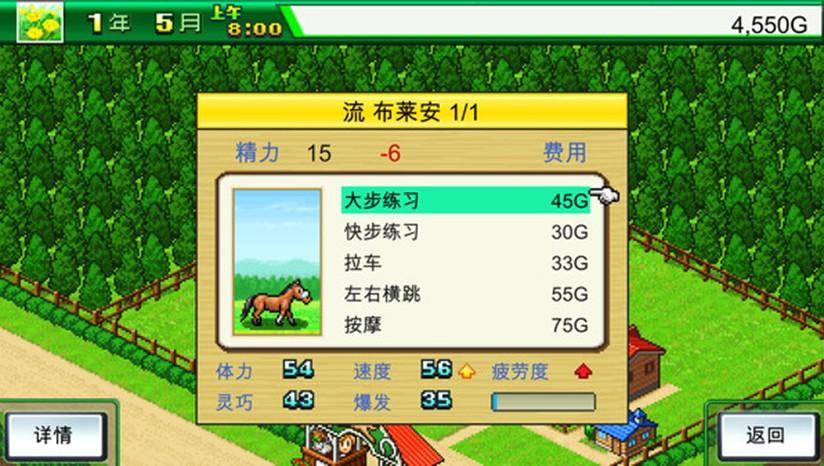 1年 5月 上午 8:00 4,550G
流 布莱安 1/1
精力 15 -6 费用
大步练习 45G
快步练习 30G
拉车 33G
左右横跳 55G
按摩 75G
体力 54 速度 56 疲劳度
灵巧 43 爆发 35
详情 返回